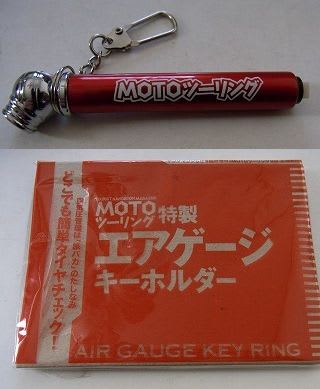 MOTOツーリング
どこでも簡単タイヤチェック!
MOTO
ツーリング
特製
エアゲージ
キーホルダー
AIR GAUGE KEY RING